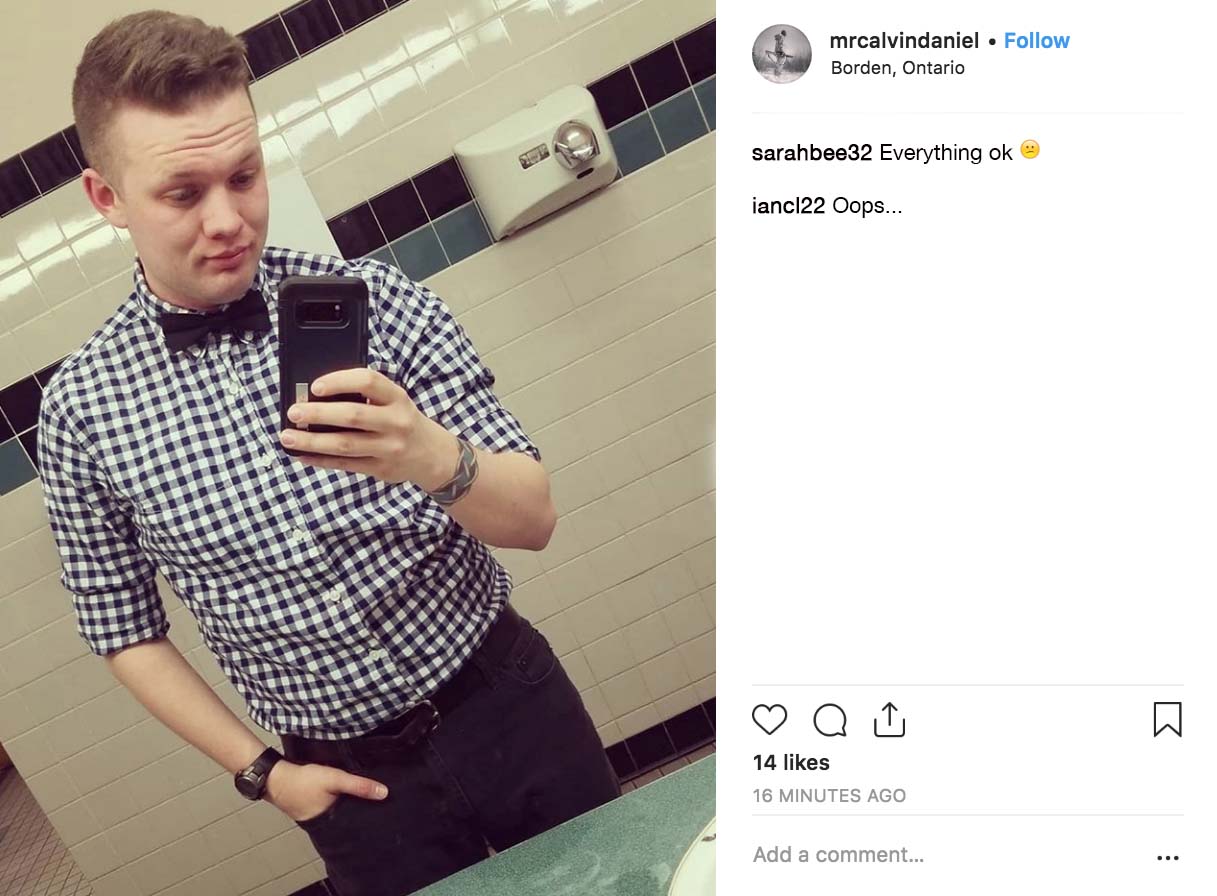 mrcalvindaniel • Follow
Borden, Ontario
sarahbee32 Everything ok 😕
iancl22 Oops...
14 likes
16 MINUTES AGO
Add a comment...